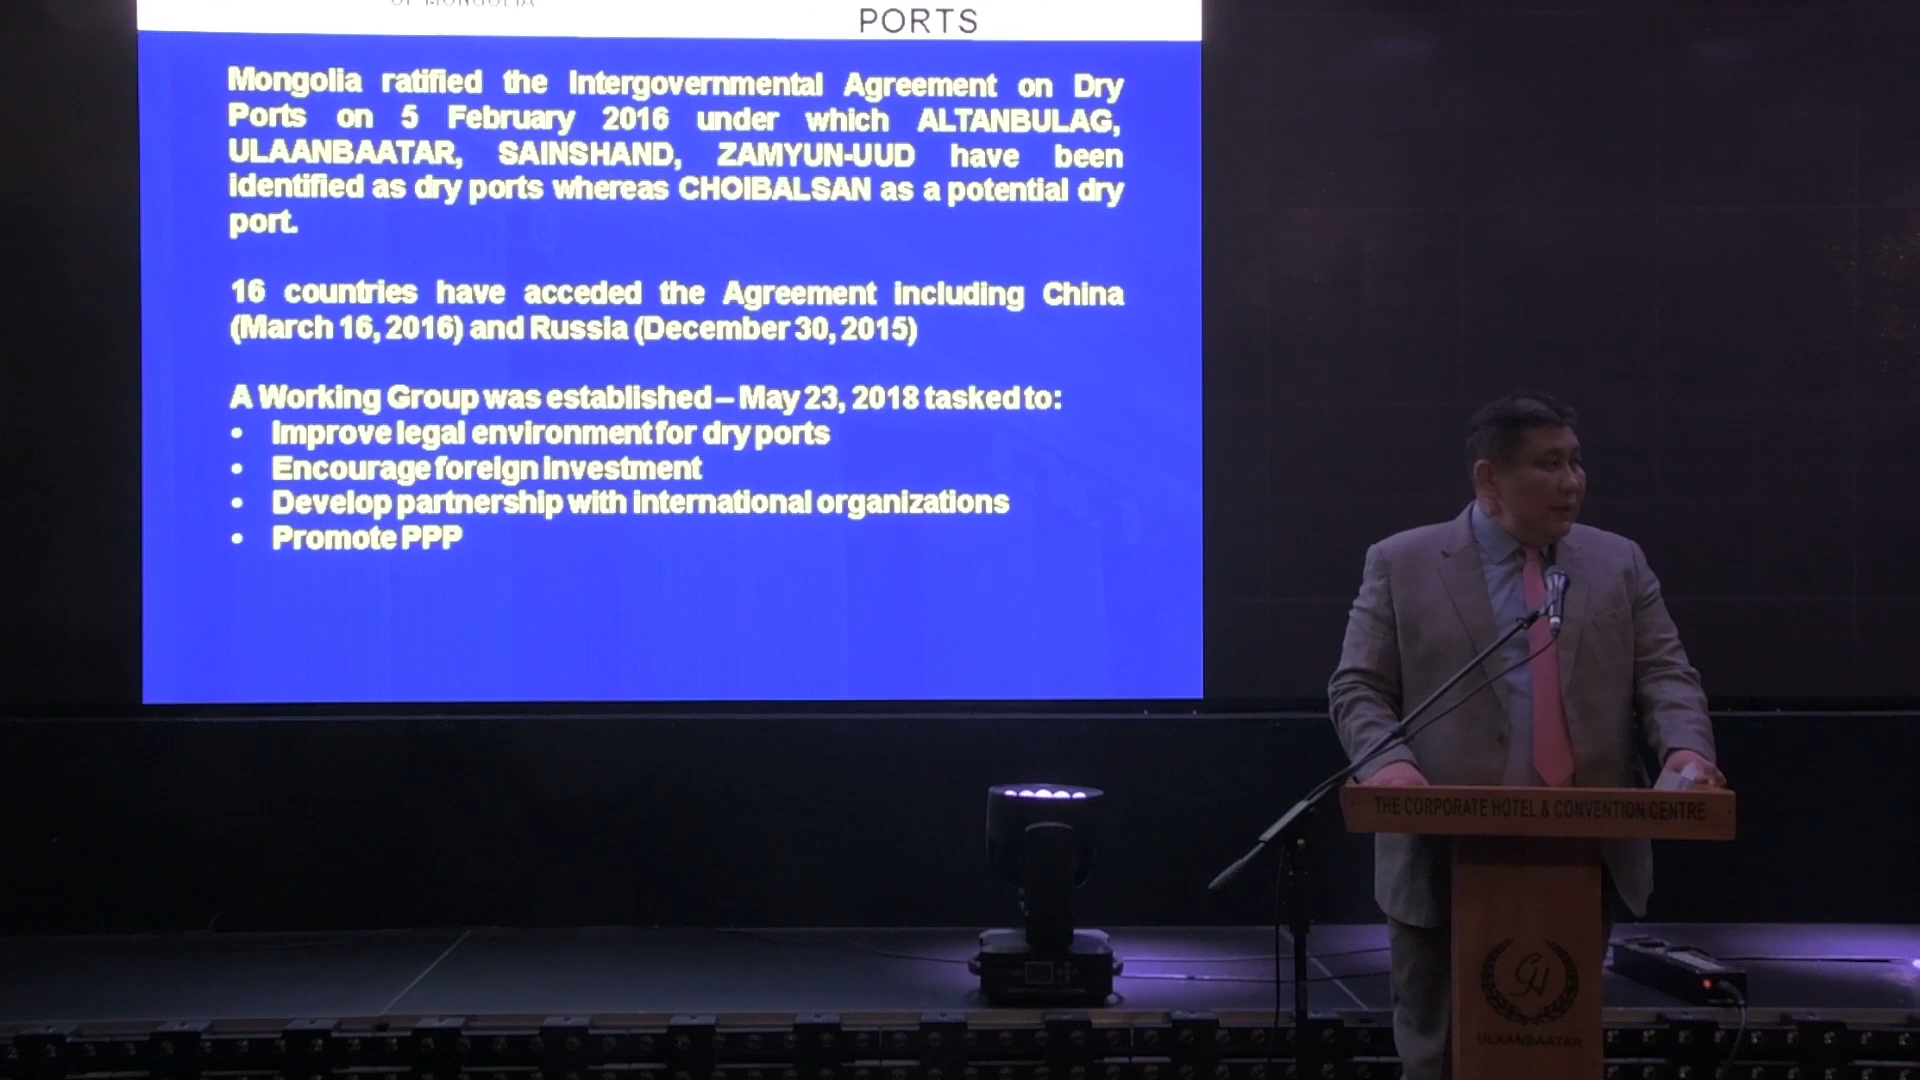 OF MONGOLIA
PORTS
Mongolia ratified the Intergovernmental Agreement on Dry
Ports on 5 February 2016 under which ALTANBULAG,
ULAANBAATAR, SAINSHAND, ZAMYUN-UUD have been
identified as dry ports whereas CHOIBALSAN as a potential dry
port.
16 countries have acceded the Agreement including China
(March 16, 2016) and Russia (December 30, 2015)
A Working Group was established – May 23, 2018 tasked to:
• Improve legal environment for dry ports
• Encourage foreign investment
• Develop partnership with international organizations
• Promote PPP
THE CORPORATE HOTEL & CONVENTION CENTRE
CH
ULAANBAATAR